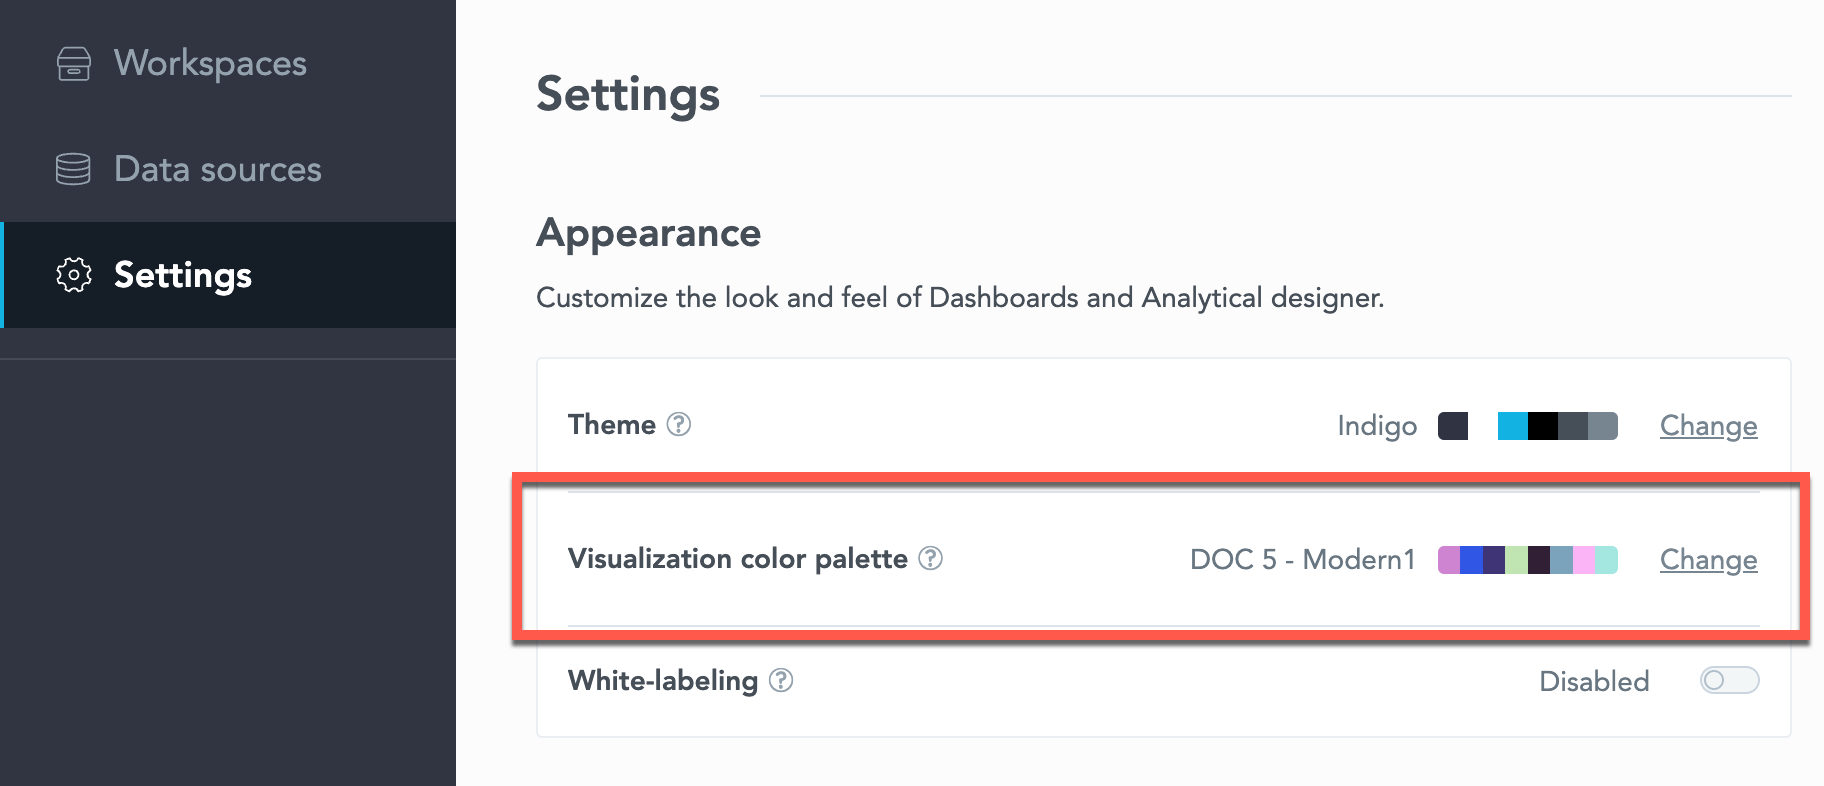 Workspaces
Data sources
Settings
Settings
Appearance
Customize the look and feel of Dashboards and Analytical designer.
Theme ? Indigo Change
Visualization color palette ? DOC 5 - Modern1 Change
White-labeling ? Disabled